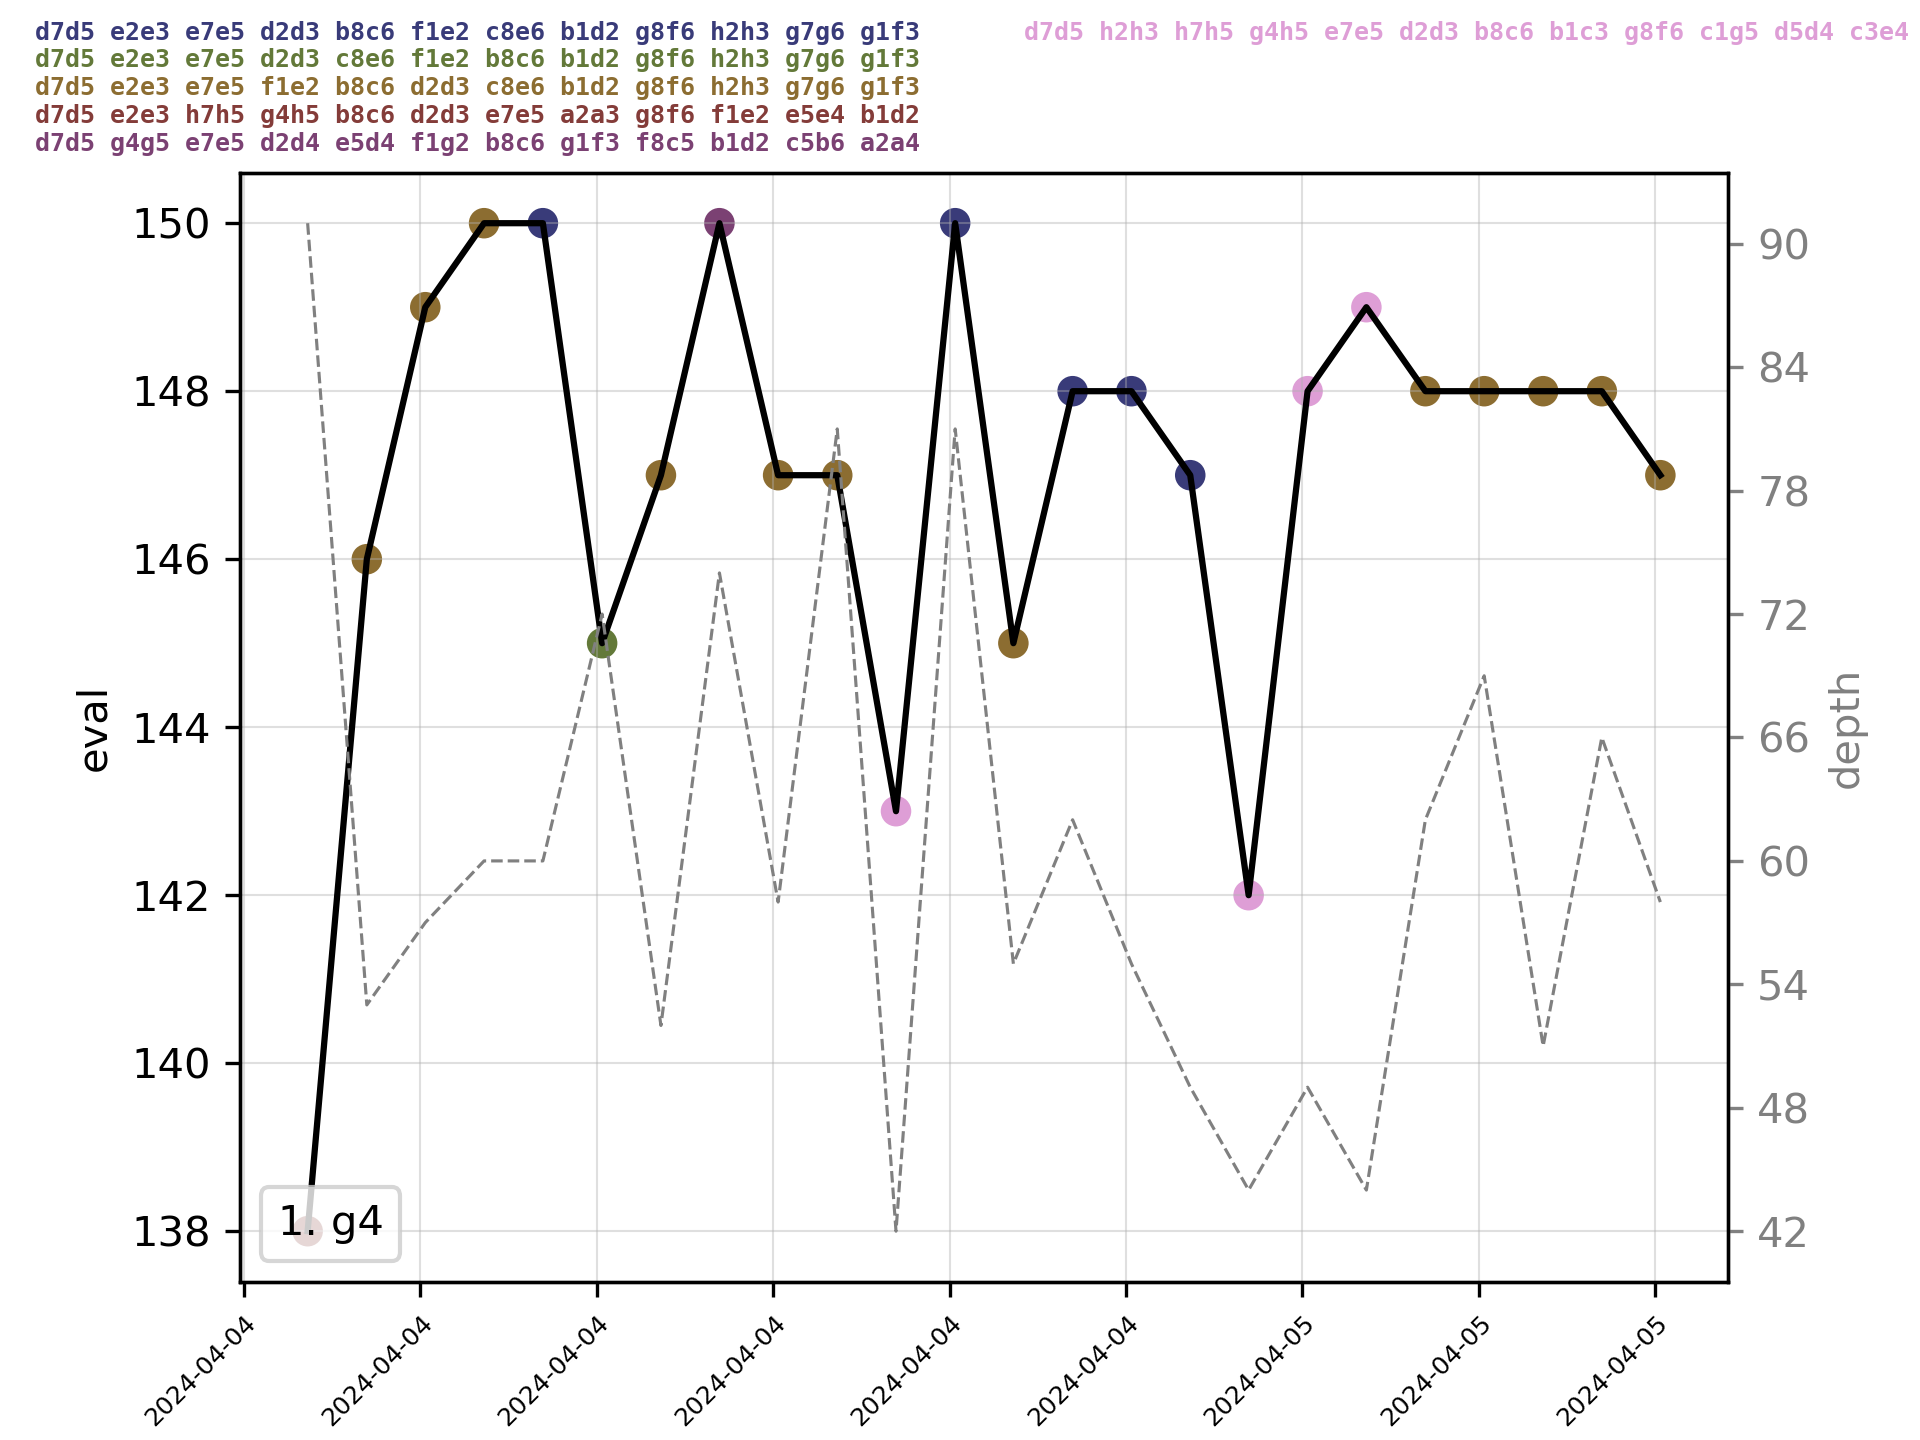 d7d5 e2e3 e7e5 d2d3 b8c6 f1e2 c8e6 b1d2 g8f6 h2h3 g7g6 g1f3
d7d5 e2e3 e7e5 d2d3 c8e6 f1e2 b8c6 b1d2 g8f6 h2h3 g7g6 g1f3
d7d5 e2e3 e7e5 f1e2 b8c6 d2d3 c8e6 b1d2 g8f6 h2h3 g7g6 g1f3
d7d5 e2e3 h7h5 g4h5 b8c6 d2d3 e7e5 a2a3 g8f6 f1e2 e5e4 b1d2
d7d5 g4g5 e7e5 d2d4 e5d4 f1g2 b8c6 g1f3 f8c5 b1d2 c5b6 a2a4
d7d5 h2h3 h7h5 g4h5 e7e5 d2d3 b8c6 b1c3 g8f6 c1g5 d5d4 c3e4
150
148
146
144
142
140
138
eval
90
84
78
72
66
60
54
48
42
depth
1. g4
2024-04-04
2024-04-04
2024-04-04
2024-04-04
2024-04-04
2024-04-04
2024-04-05
2024-04-05
2024-04-05